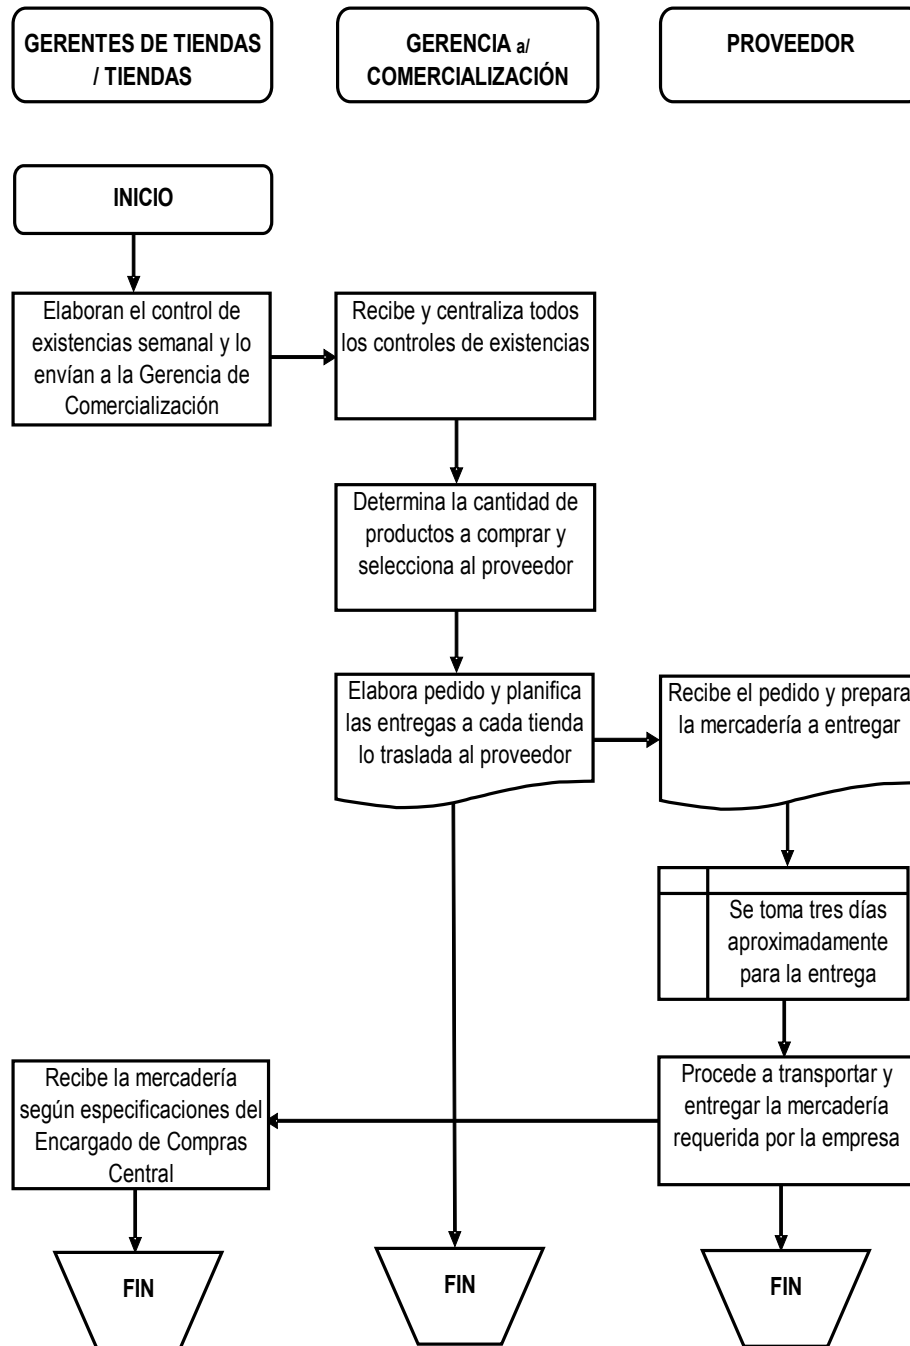 GERENTES DE TIENDAS
/ TIENDAS
GERENCIA a/
COMERCIALIZACIÓN
PROVEEDOR
INICIO
Elaboran el control de
existencias semanal y lo
envían a la Gerencia de
Comercialización
Recibe y centraliza todos
los controles de existencias
Determina la cantidad de
productos a comprar y
selecciona al proveedor
Elabora pedido y planifica
las entregas a cada tienda
lo traslada al proveedor
Recibe el pedido y prepara
la mercadería a entregar
Se toma tres días
aproximadamente
para la entrega
Procede a transportar y
entregar la mercadería
requerida por la empresa
Recibe la mercadería
según especificaciones del
Encargado de Compras
Central
FIN
FIN
FIN